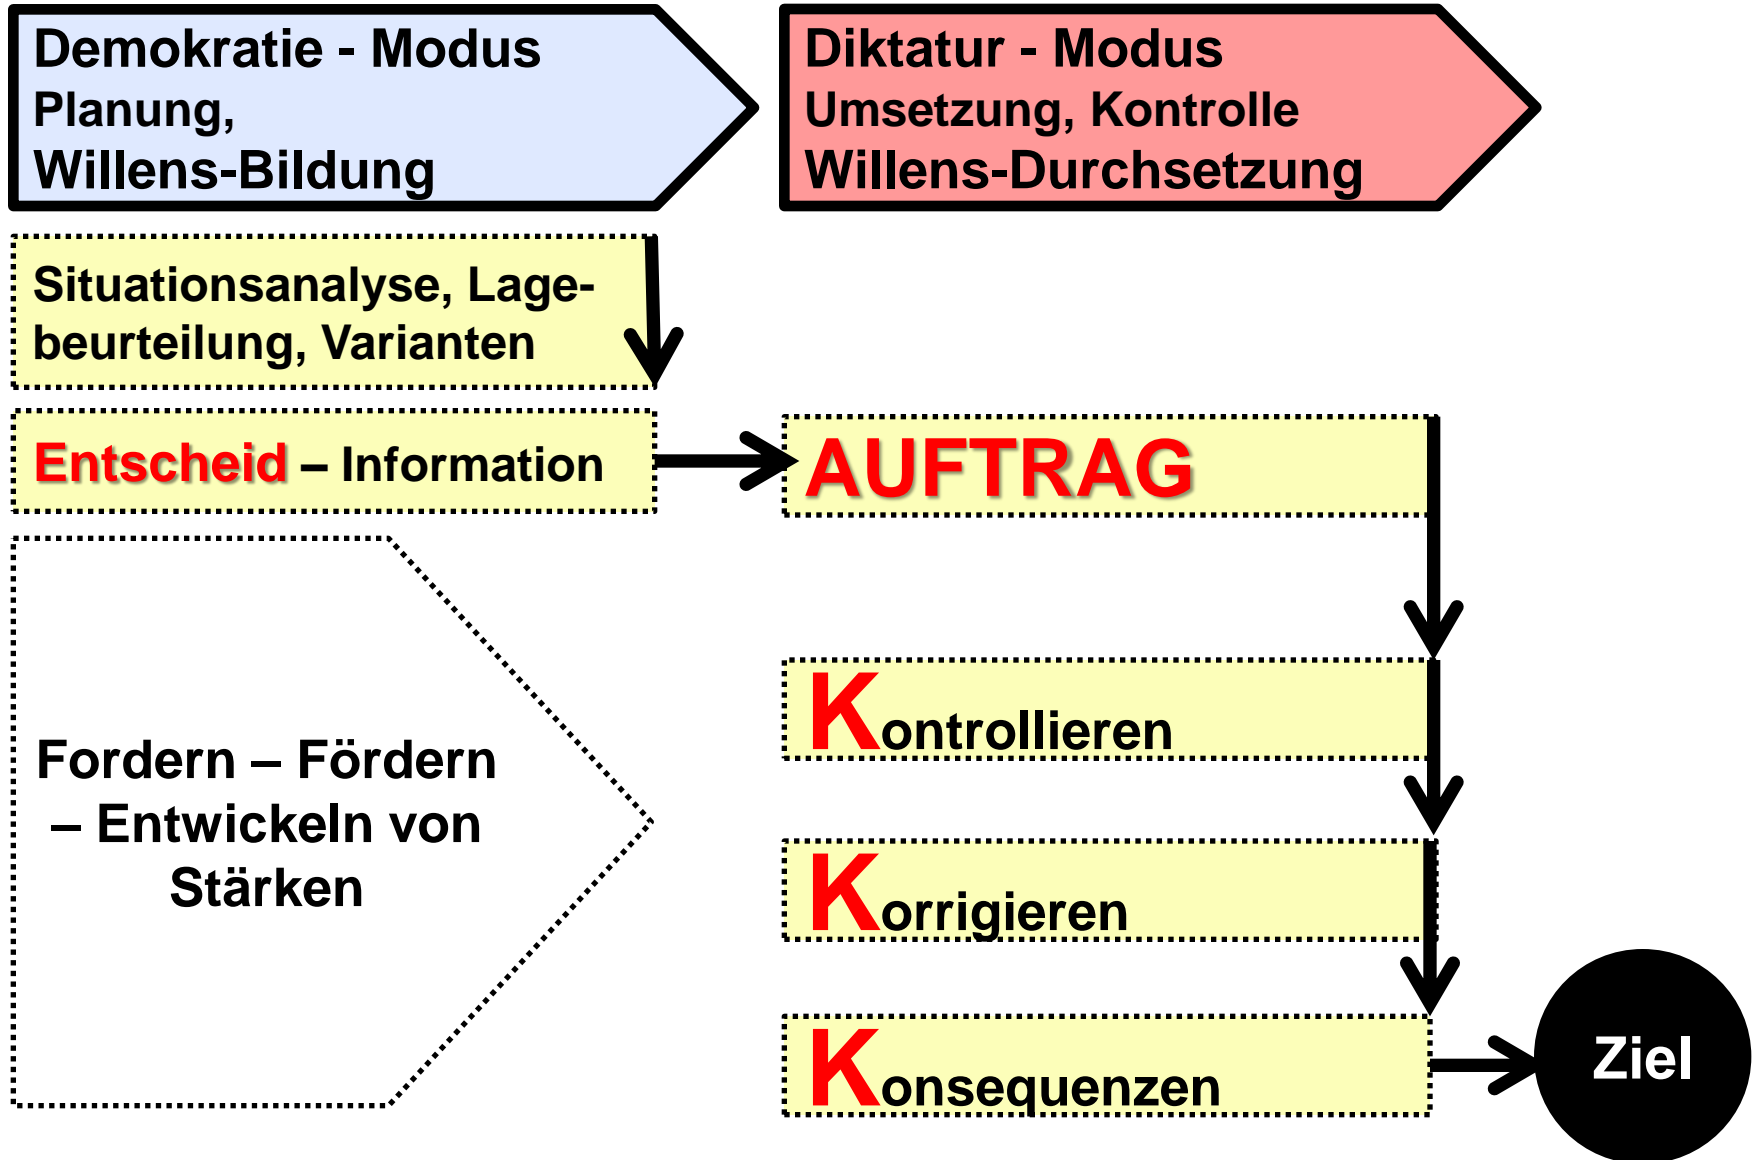 Demokratie - Modus
Planung,
Willens-Bildung
Diktatur - Modus
Umsetzung, Kontrolle
Willens-Durchsetzung
Situationsanalyse, Lage-
beurteilung, Varianten
Entscheid – Information
AUFTRAG
Fordern – Fördern
– Entwickeln von
Stärken
Kontrollieren
Korrigieren
Konsequenzen
Ziel